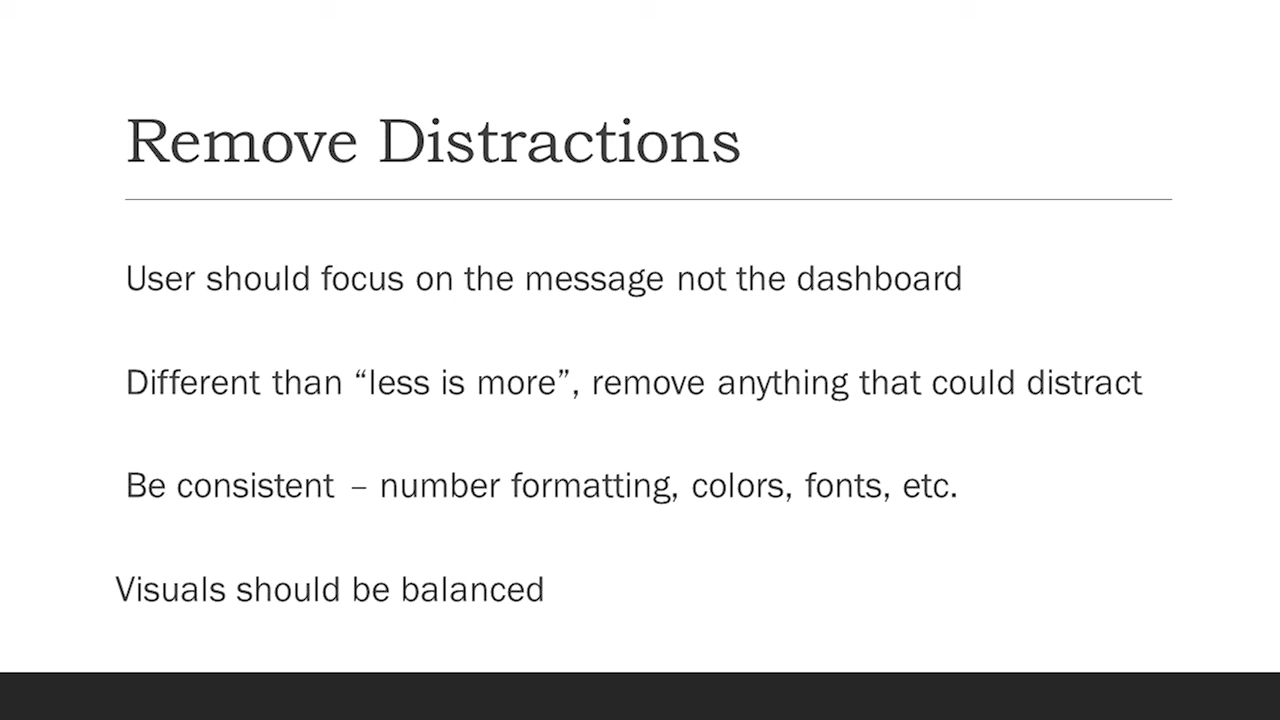 Remove Distractions
User should focus on the message not the dashboard
Different than “less is more”, remove anything that could distract
Be consistent – number formatting, colors, fonts, etc.
Visuals should be balanced